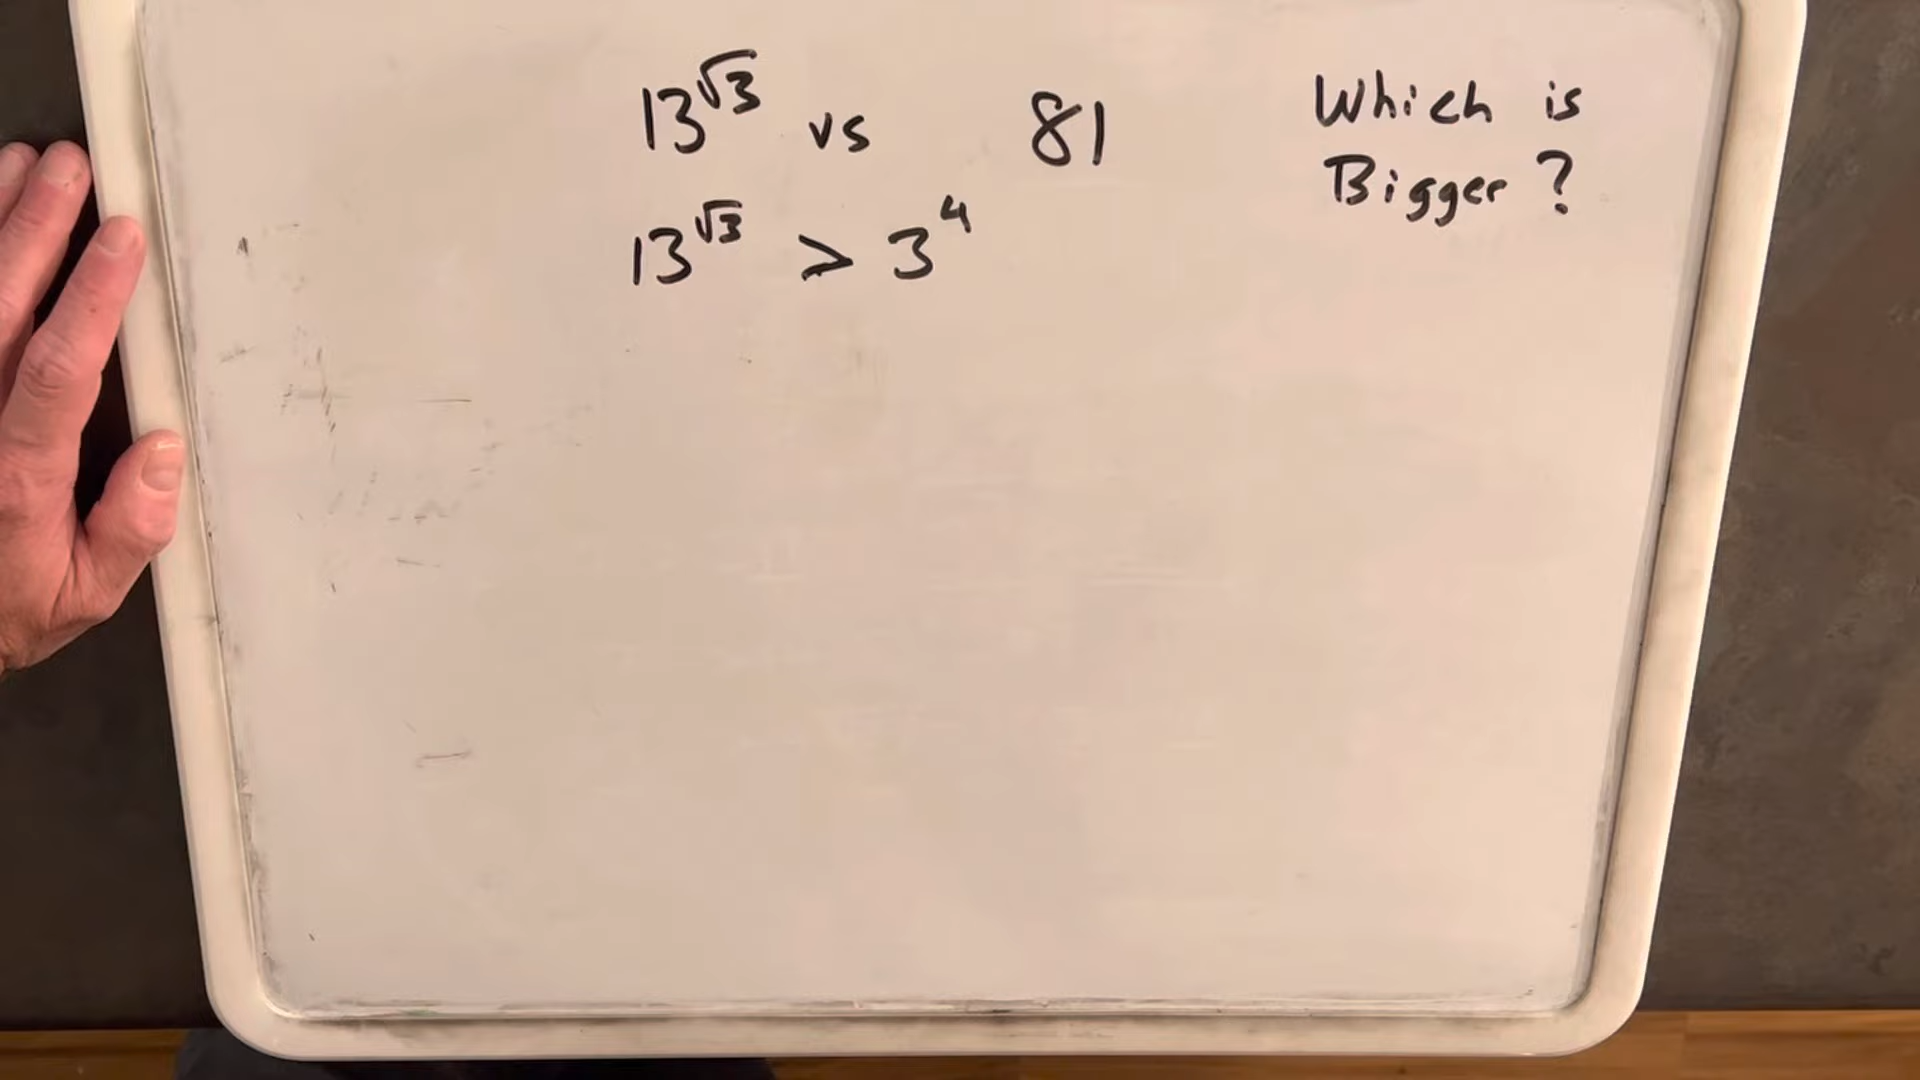 13^√3 vs 81
13^√3 > 3^4
Which is
Bigger ?